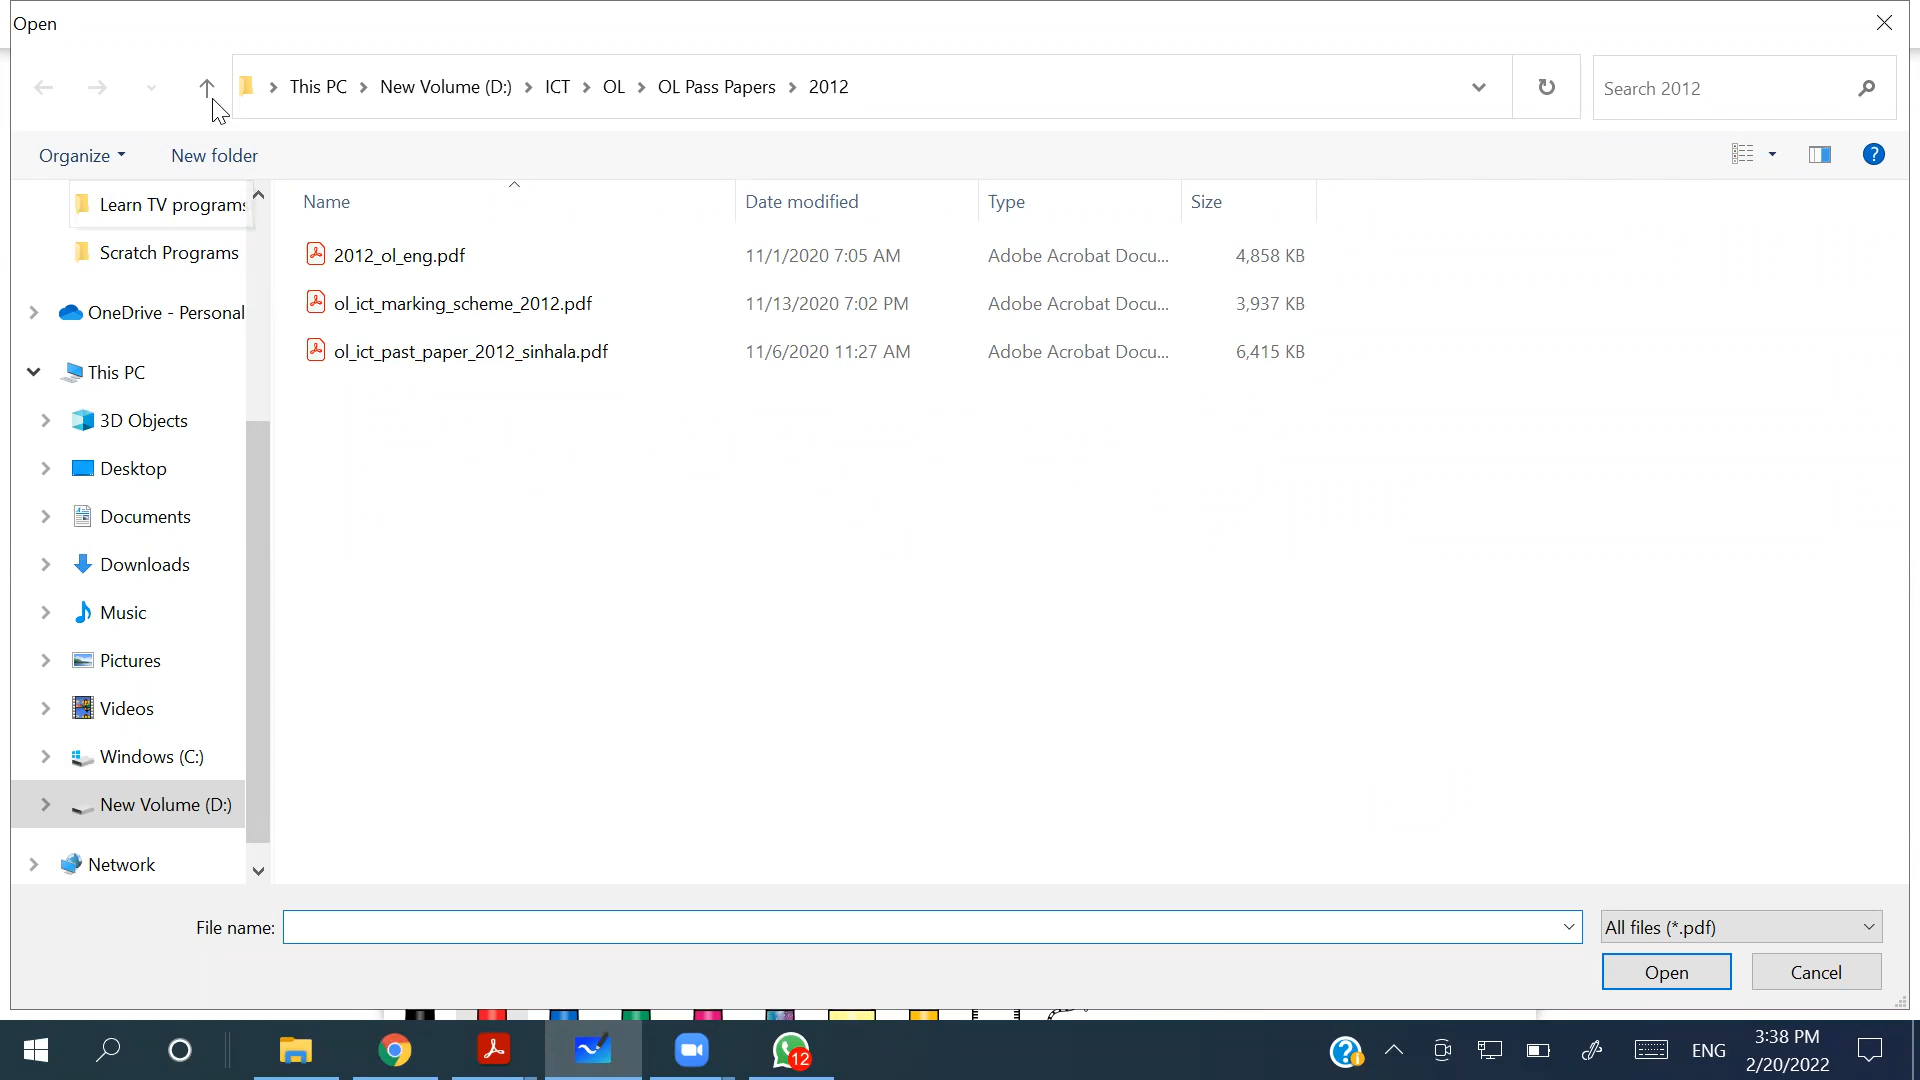 Open
This PC > New Volume (D:) > ICT > OL > OL Pass Papers > 2012
Search 2012
Organize
New folder
Name
Date modified
Type
Size
2012_ol_eng.pdf 11/1/2020 7:05 AM Adobe Acrobat Docu... 4,858 KB
ol_ict_marking_scheme_2012.pdf 11/13/2020 7:02 PM Adobe Acrobat Docu... 3,937 KB
ol_ict_past_paper_2012_sinhala.pdf 11/6/2020 11:27 AM Adobe Acrobat Docu... 6,415 KB
Learn TV programs
Scratch Programs
OneDrive - Personal
This PC
3D Objects
Desktop
Documents
Downloads
Music
Pictures
Videos
Windows (C:)
New Volume (D:)
Network
File name:
All files (*.pdf)
Open
Cancel
12
ENG
3:38 PM
2/20/2022